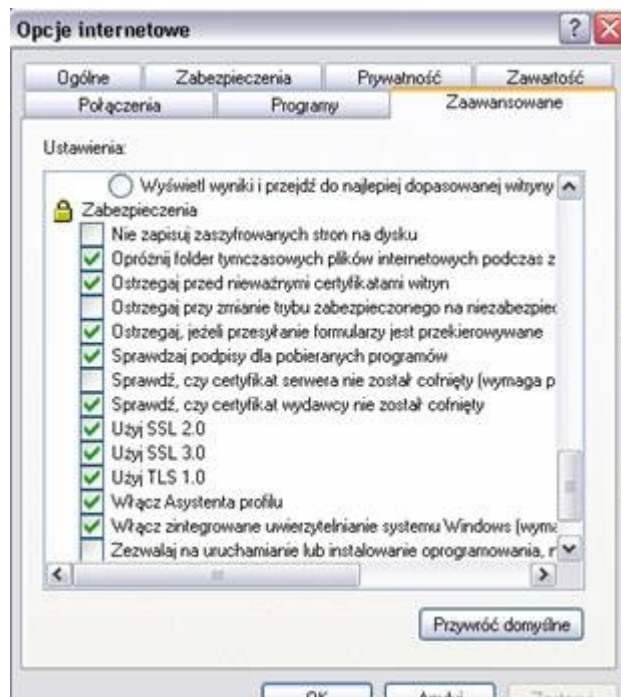 Opcje internetowe
Ogólne Zabezpieczenia Prywatność Zawartość
Połączenia Programy Zaawansowane
Ustawienia:
Wyświetl wyniki i przejdź do najlepiej dopasowanej witryny
Zabezpieczenia
Nie zapisuj zaszyfrowanych stron na dysku
Opróżnij folder tymczasowych plików internetowych podczas z
Ostrzegaj przed nieważnymi certyfikatami witryn
Ostrzegaj przy zmianie trybu zabezpieczonego na niezabezpiec
Ostrzegaj, jeżeli przesyłanie formularzy jest przekierowywane
Sprawdzaj podpisy dla pobieranych programów
Sprawdź, czy certyfikat serwera nie został cofnięty (wymaga p
Sprawdź, czy certyfikat wydawcy nie został cofnięty
Użyj SSL 2.0
Użyj SSL 3.0
Użyj TLS 1.0
Włącz Asystenta profilu
Włącz zintegrowane uwierzytelnianie systemu Windows (wyma
Zezwalaj na uruchamianie lub instalowanie oprogramowania, n
Przywróć domyślne
OK Anuluj